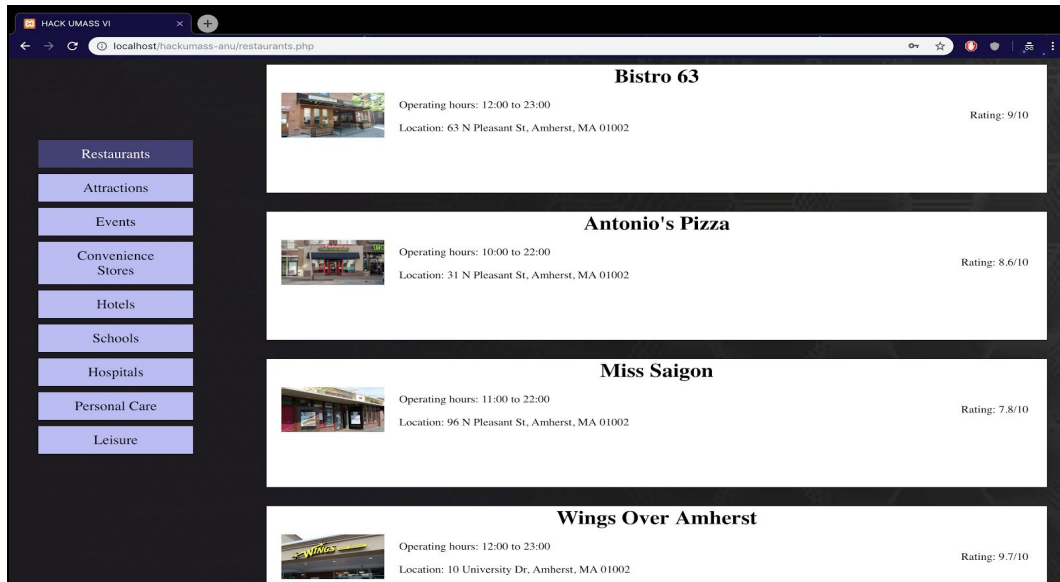 HACK UMASS VI
localhost/hackumass-anu/restaurants.php
Restaurants
Attractions
Events
Convenience
Stores
Hotels
Schools
Hospitals
Personal Care
Leisure
Bistro 63
Operating hours: 12:00 to 23:00
Location: 63 N Pleasant St, Amherst, MA 01002
Rating: 9/10
Antonio's Pizza
Operating hours: 10:00 to 22:00
Location: 31 N Pleasant St, Amherst, MA 01002
Rating: 8.6/10
Miss Saigon
Operating hours: 11:00 to 22:00
Location: 96 N Pleasant St, Amherst, MA 01002
Rating: 7.8/10
Wings Over Amherst
WINGS
Operating hours: 12:00 to 23:00
Location: 10 University Dr, Amherst, MA 01002
Rating: 9.7/10